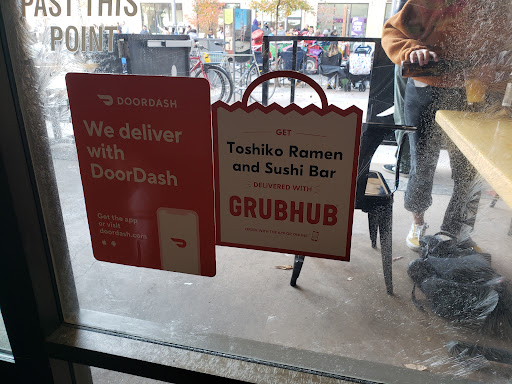 PAST THIS
POINT
DOORDASH
We deliver
with
DoorDash
Get the app
or visit
doordash.com
GET
Toshiko Ramen
and Sushi Bar
DELIVERED WITH
GRUBHUB